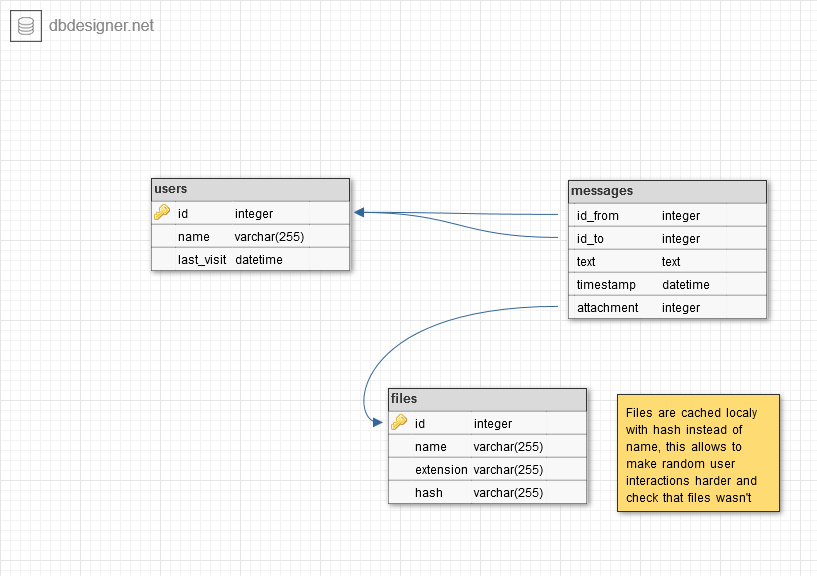 dbdesigner.net
users
id integer
name varchar(255)
last_visit datetime
messages
id_from integer
id_to integer
text text
timestamp datetime
attachment integer
files
id integer
name varchar(255)
extension varchar(255)
hash varchar(255)
Files are cached localy
with hash instead of
name, this allows to
make random user
interactions harder and
check that files wasn't